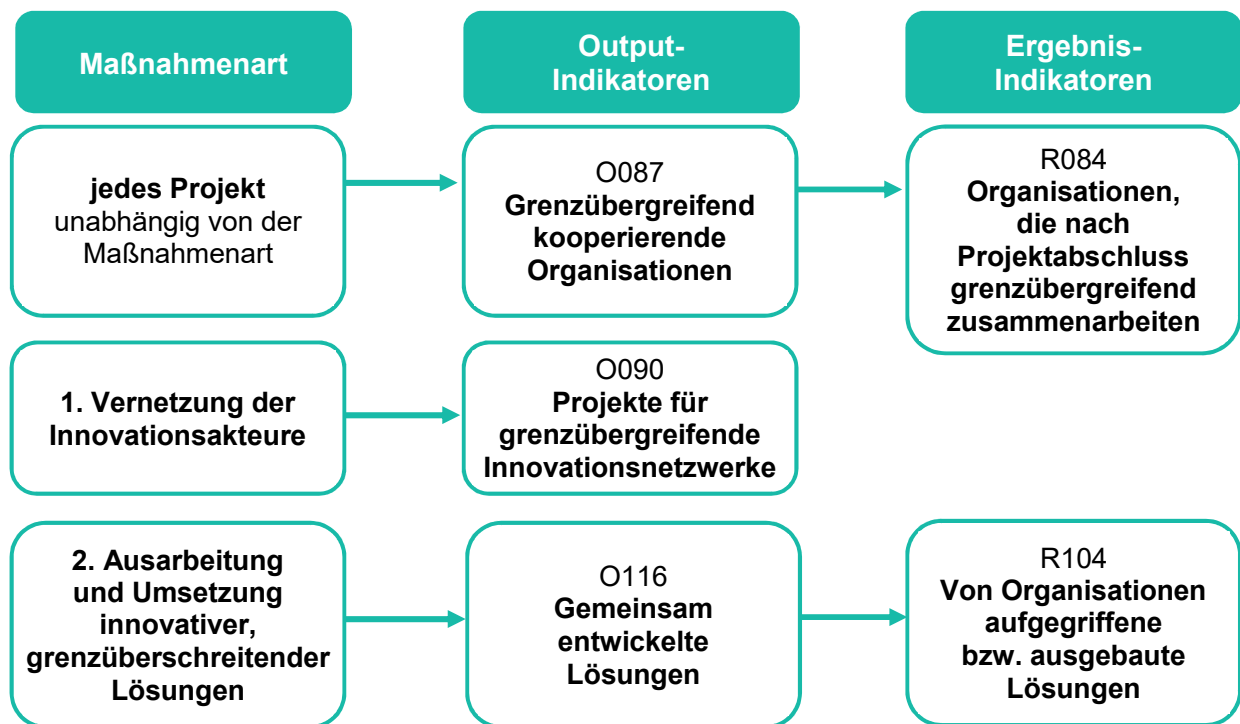 Maßnahmenart
Output-
Indikatoren
Ergebnis-
Indikatoren
jedes Projekt
unabhängig von der
Maßnahmenart
O087
Grenzübergreifend
kooperierende
Organisationen
R084
Organisationen,
die nach
Projektabschluss
grenzübergreifend
zusammenarbeiten
1. Vernetzung der
Innovationsakteure
O090
Projekte für
grenzübergreifende
Innovationsnetzwerke
2. Ausarbeitung
und Umsetzung
innovativer,
grenzüberschreitender
Lösungen
O116
Gemeinsam
entwickelte
Lösungen
R104
Von Organisationen
aufgegriffene
bzw. ausgebaute
Lösungen